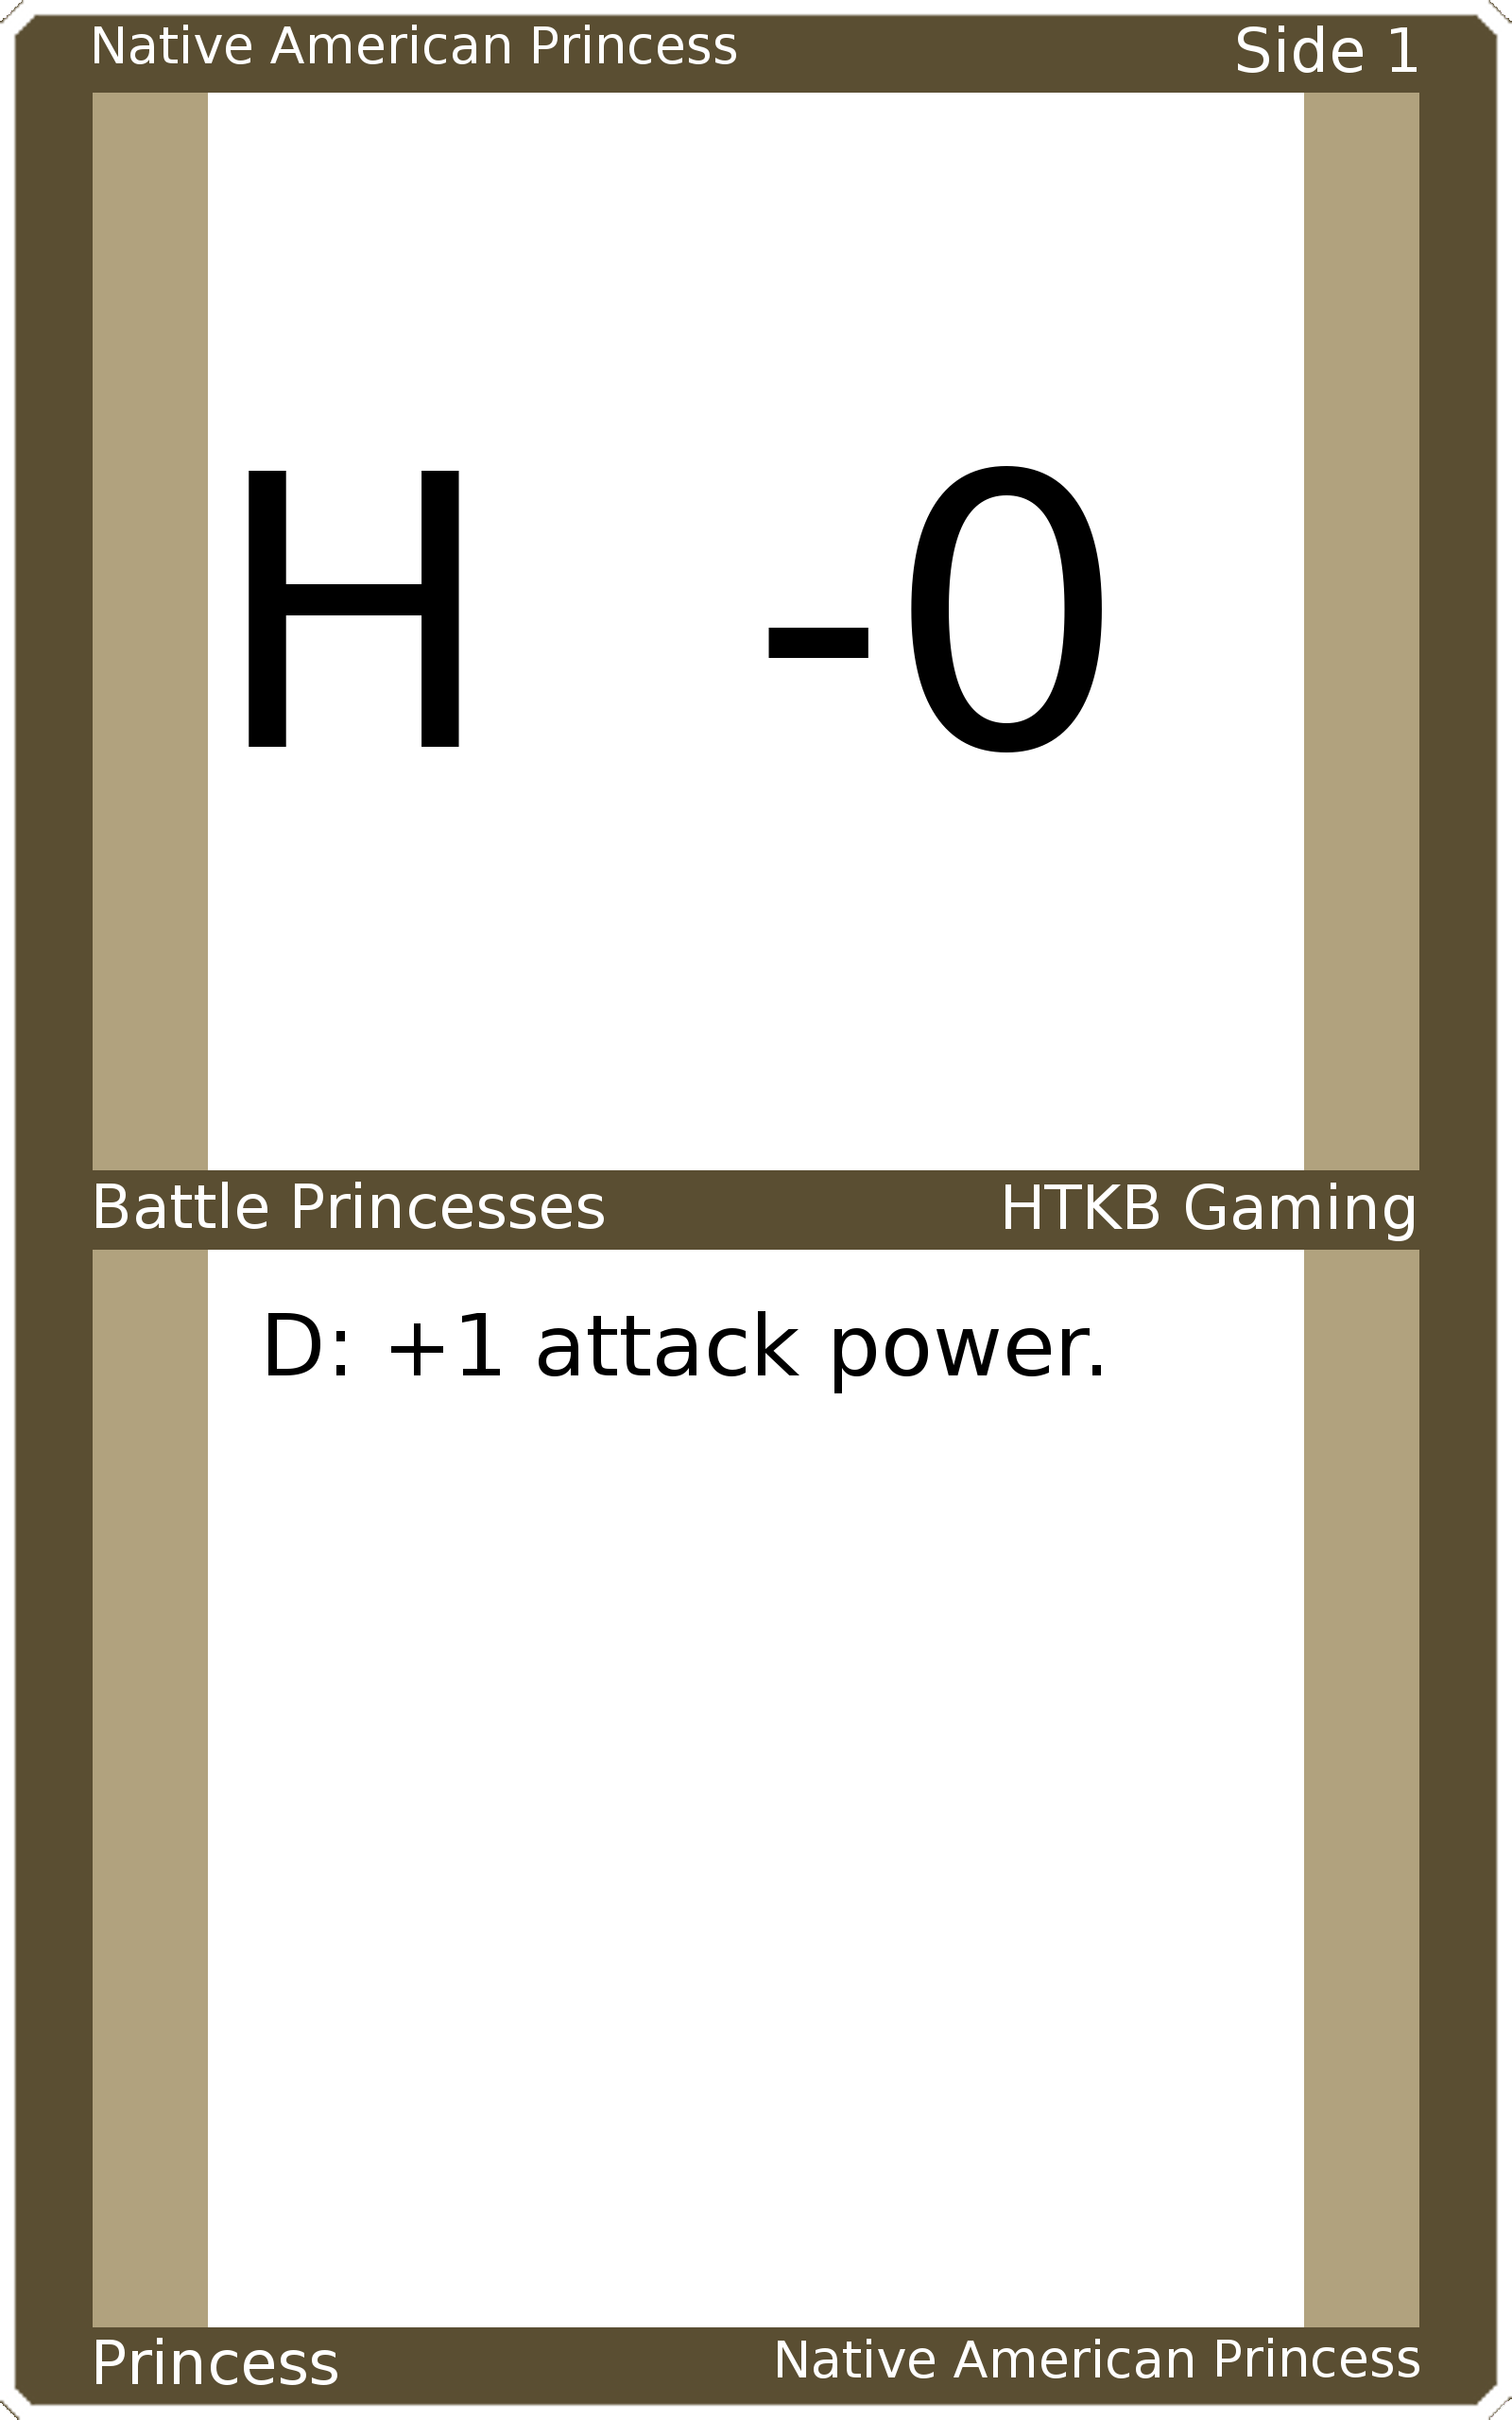 Native American Princess Side 1
H -0
Battle Princesses HTKB Gaming
D: +1 attack power.
Princess Native American Princess